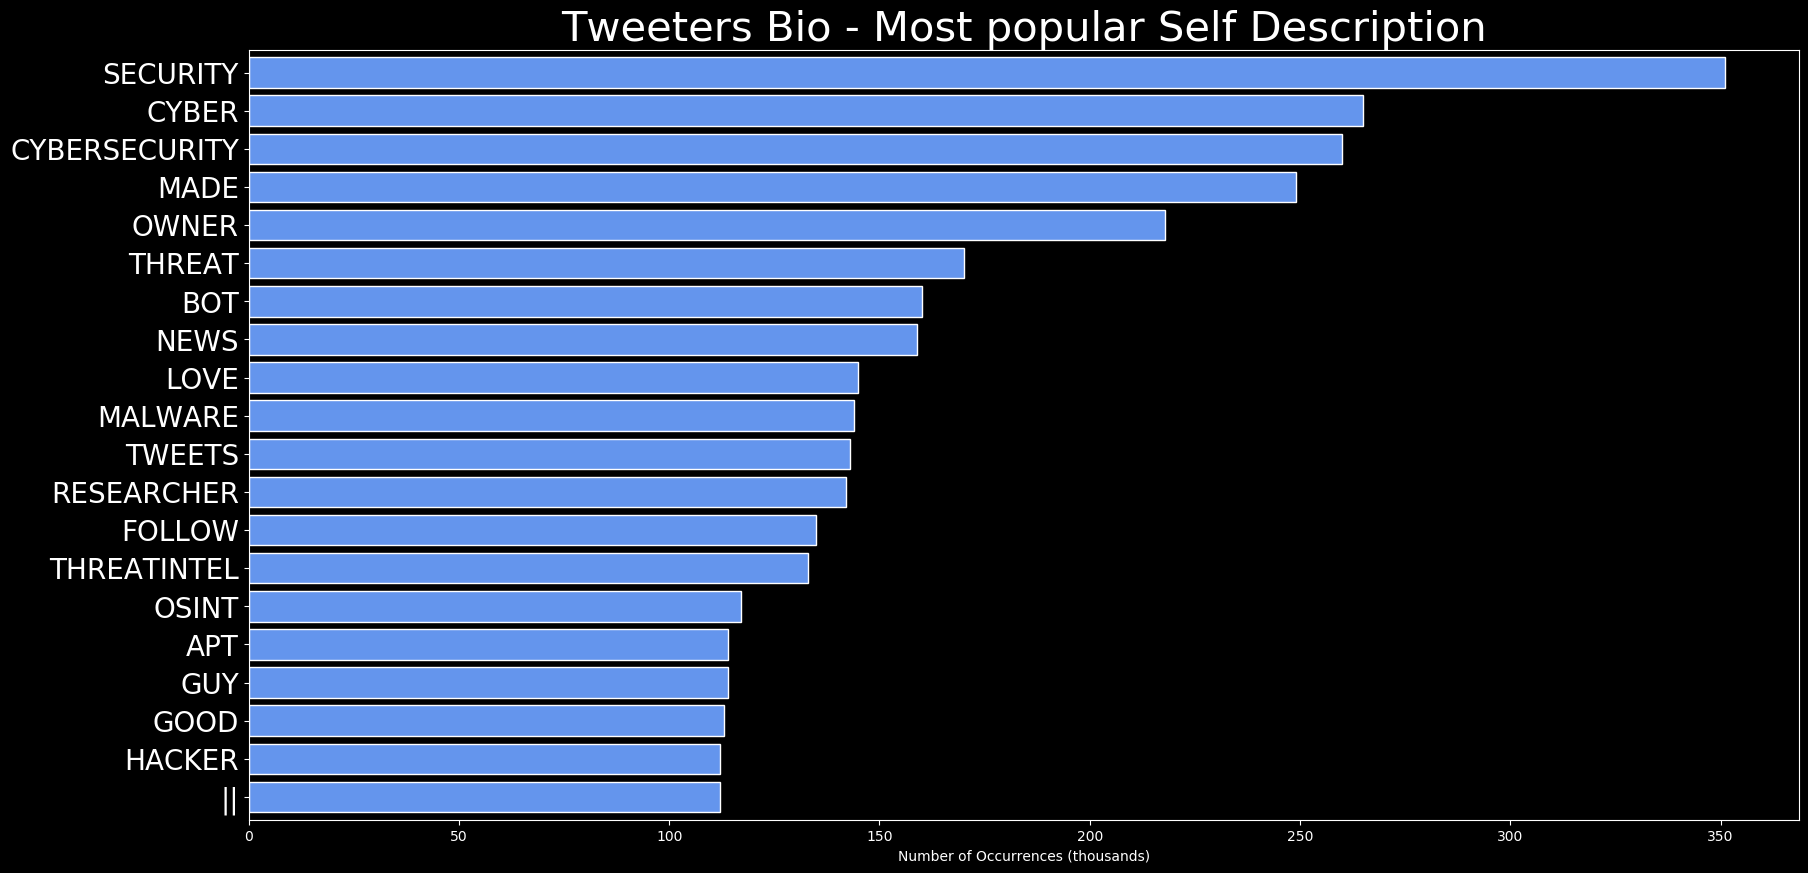 Tweeters Bio - Most popular Self Description
SECURITY
CYBER
CYBERSECURITY
MADE
OWNER
THREAT
BOT
NEWS
LOVE
MALWARE
TWEETS
RESEARCHER
FOLLOW
THREATINTEL
OSINT
APT
GUY
GOOD
HACKER
||
0 50 100 150 200 250 300 350
Number of Occurrences (thousands)